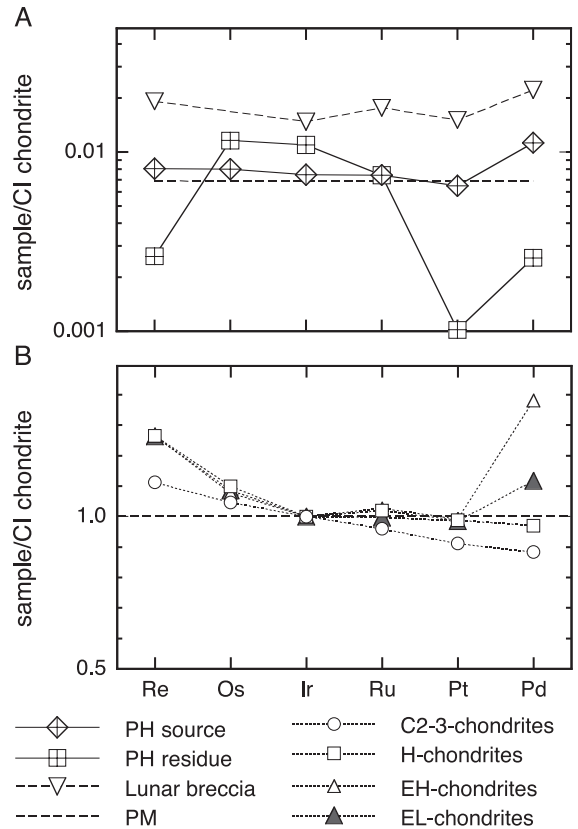 A
sample/CI chondrite
0.01
0.001
B
sample/CI chondrite
1.0
0.5
Re Os Ir Ru Pt Pd
PH source
PH residue
Lunar breccia
PM
C2-3-chondrites
H-chondrites
EH-chondrites
EL-chondrites